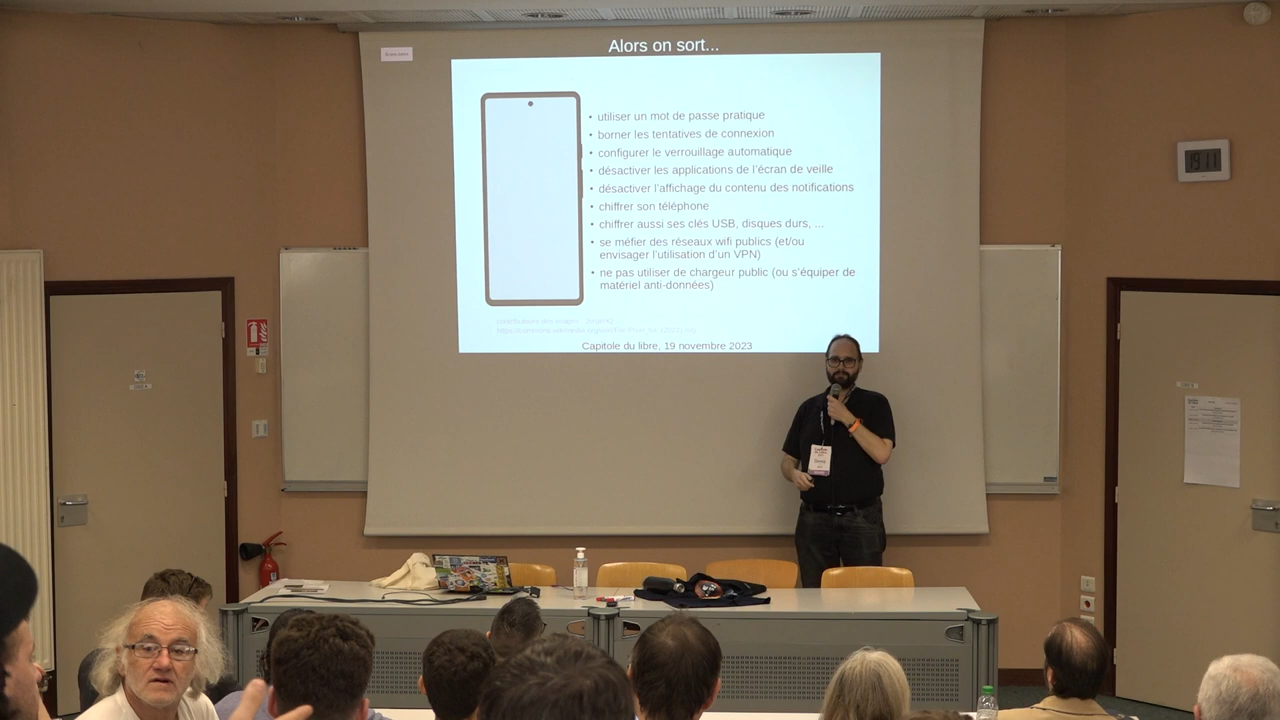 Alors on sort...
• utiliser un mot de passe pratique
• borner les tentatives de connexion
• configurer le verrouillage automatique
• désactiver les applications de l'écran de veille
• désactiver l'affichage du contenu des notifications
• chiffrer son téléphone
• chiffrer aussi ses clés USB, disques durs, ...
• se méfier des réseaux wifi publics (et/ou
envisager l'utilisation d'un VPN)
• ne pas utiliser de chargeur public (ou s'équiper de
matériel anti-données)
Capitole du libre, 19 novembre 2023
19 11